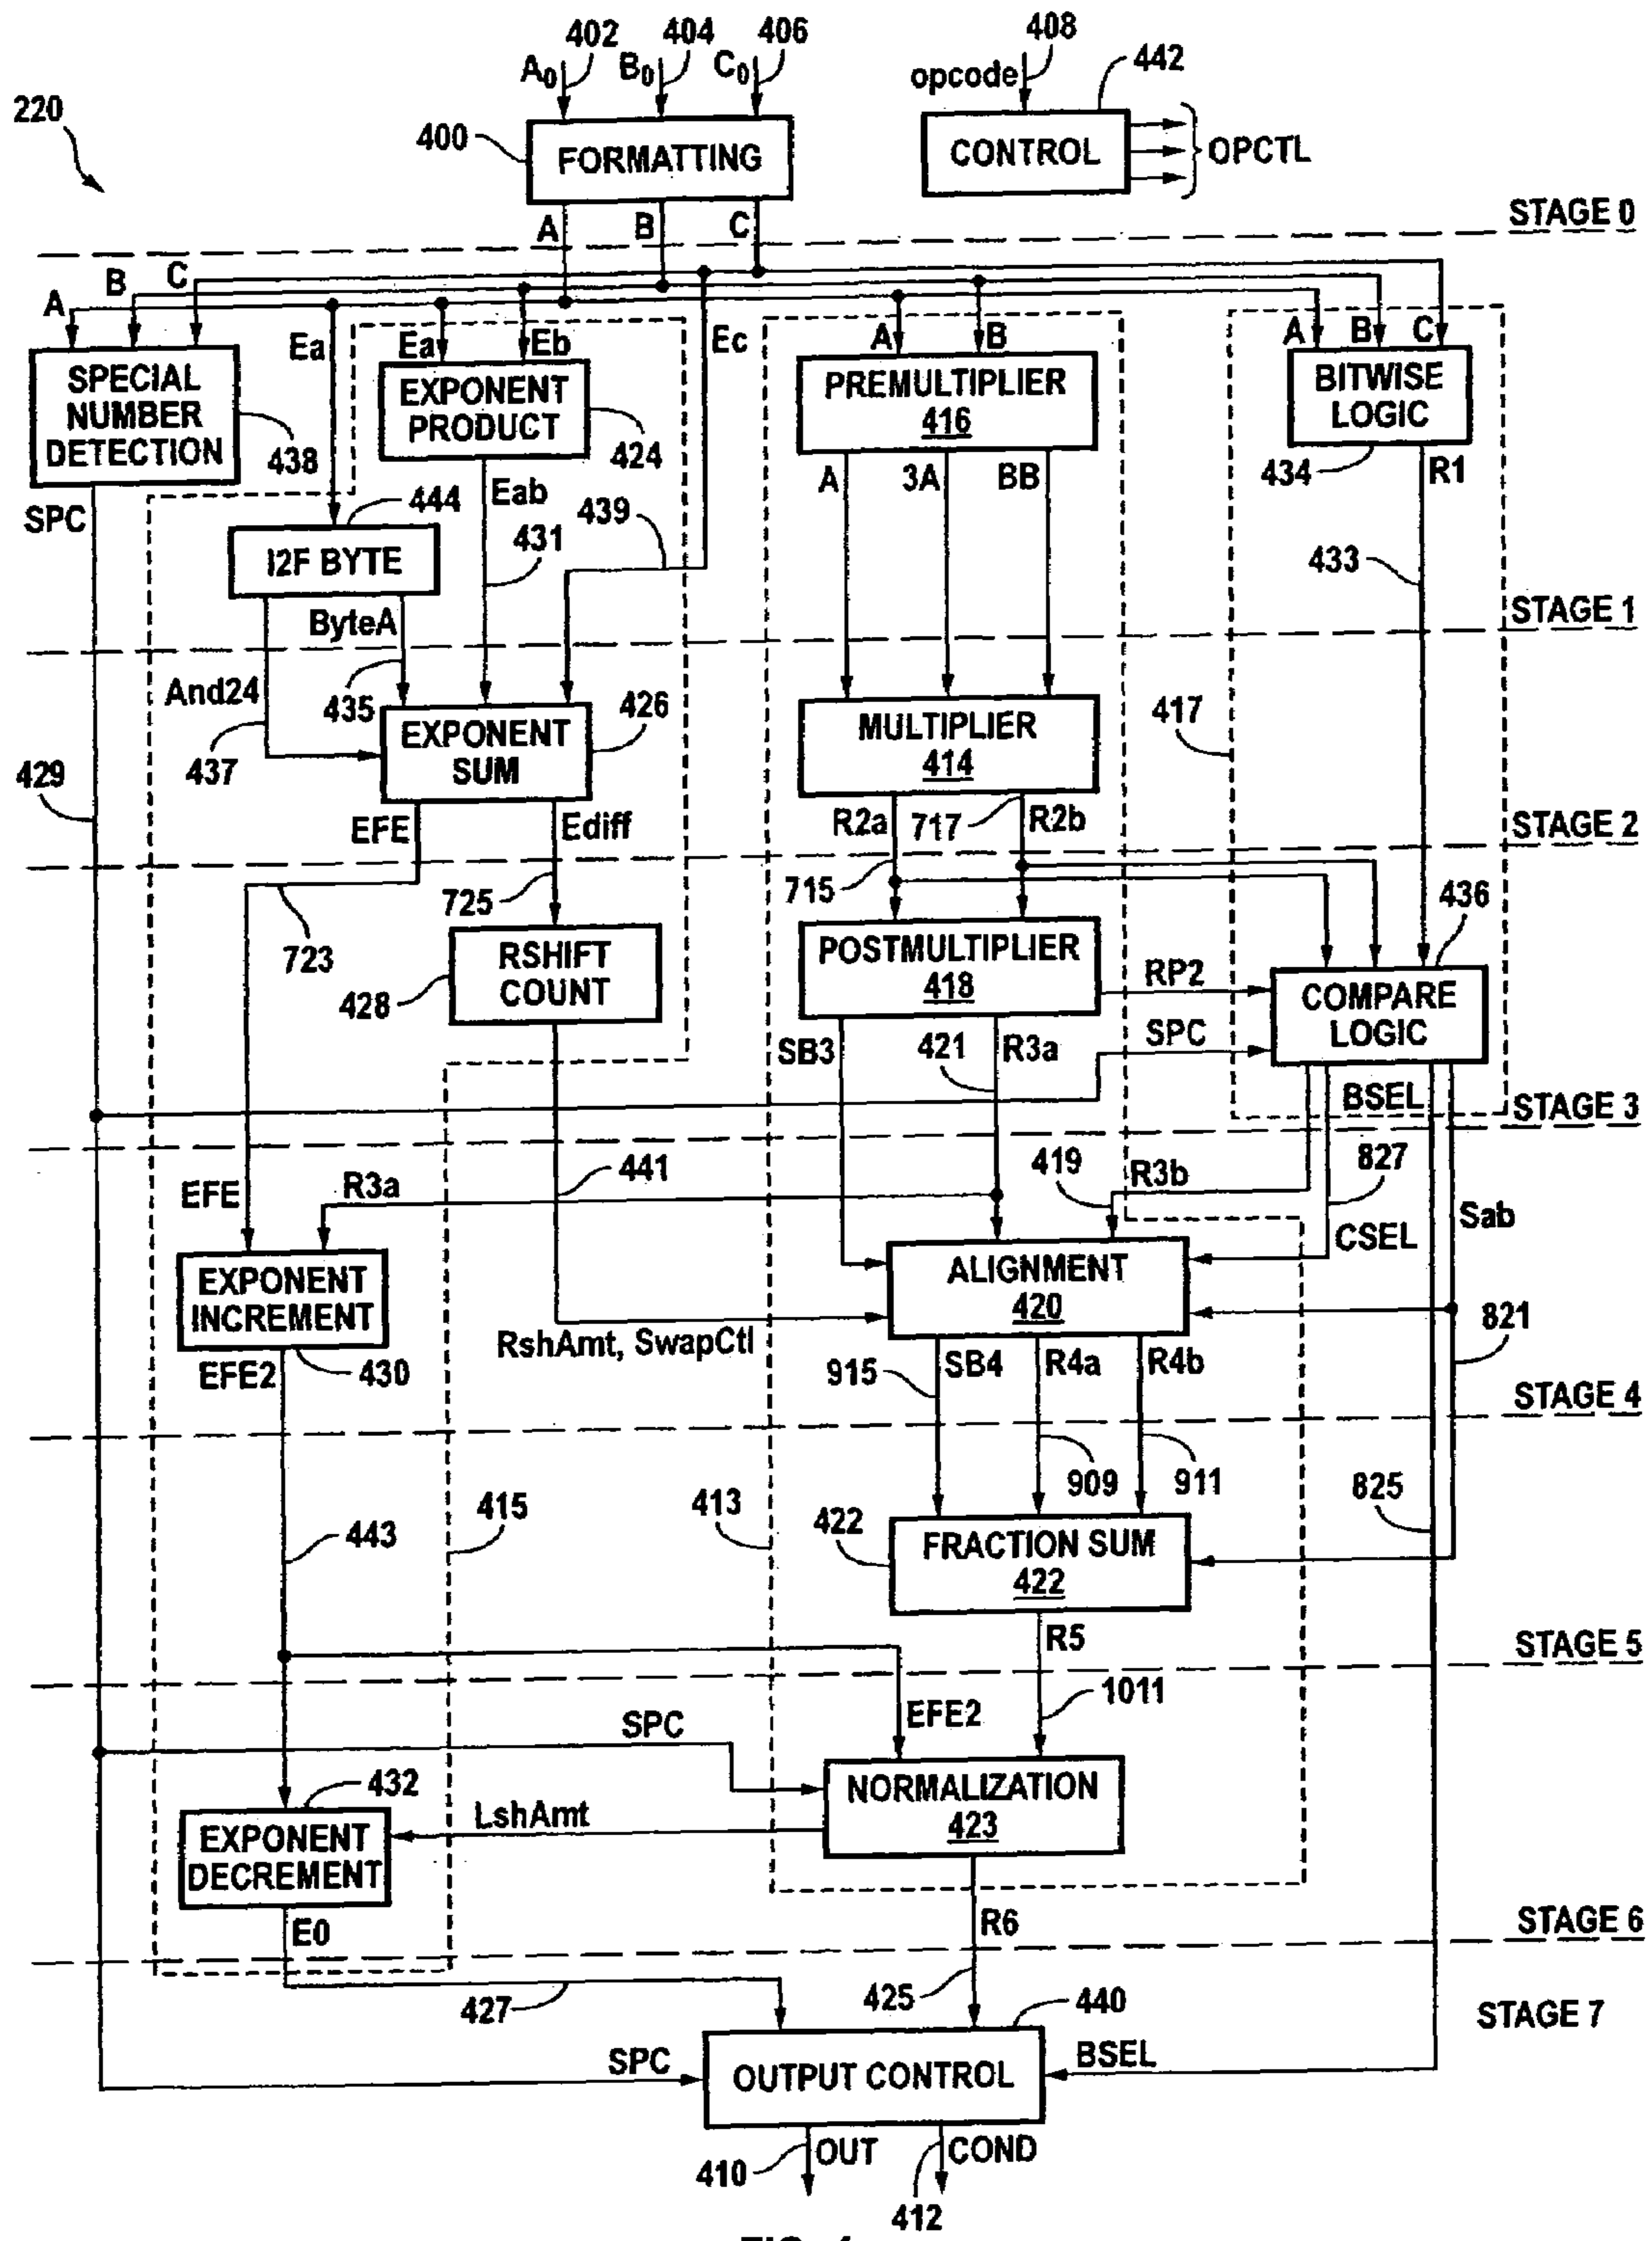 402
404
406
408
442
A0
B0
C0
opcode
220
400
FORMATTING
CONTROL
OPCTL
A
B
C
STAGE 0
A
B
C
Ea
Ea
Eb
Ec
A
B
A
B
C
SPECIAL
NUMBER
DETECTION
438
EXPONENT
PRODUCT
424
PREMULTIPLIER
416
BITWISE
LOGIC
434
R1
SPC
444
Eab
439
A
3A
BB
I2F BYTE
431
433
ByteA
STAGE 1
And24
435
437
EXPONENT
SUM
426
MULTIPLIER
414
417
429
EFE
Ediff
R2a
717
R2b
STAGE 2
723
725
715
RSHIFT
COUNT
428
POSTMULTIPLIER
418
RP2
436
COMPARE
LOGIC
SB3
421
R3a
SPC
BSEL
STAGE 3
EFE
R3a
441
419
R3b
827
CSEL
Sab
EXPONENT
INCREMENT
430
ALIGNMENT
420
RshAmt, SwapCtl
821
EFE2
915
SB4
R4a
R4b
STAGE 4
909
911
443
415
413
422
FRACTION SUM
422
825
R5
STAGE 5
EFE2
1011
SPC
432
NORMALIZATION
423
LshAmt
EXPONENT
DECREMENT
E0
R6
STAGE 6
427
425
440
STAGE 7
SPC
OUTPUT CONTROL
BSEL
410
OUT
COND
412